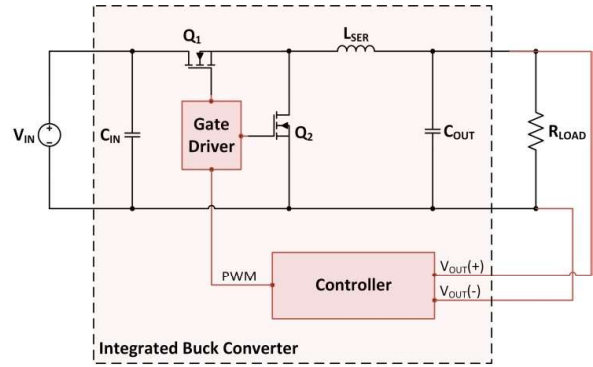 Q1
LSER
VIN
CIN
Gate
Driver
Q2
COUT
RLOAD
PWM
Controller
VOUT(+)
VOUT(-)
Integrated Buck Converter